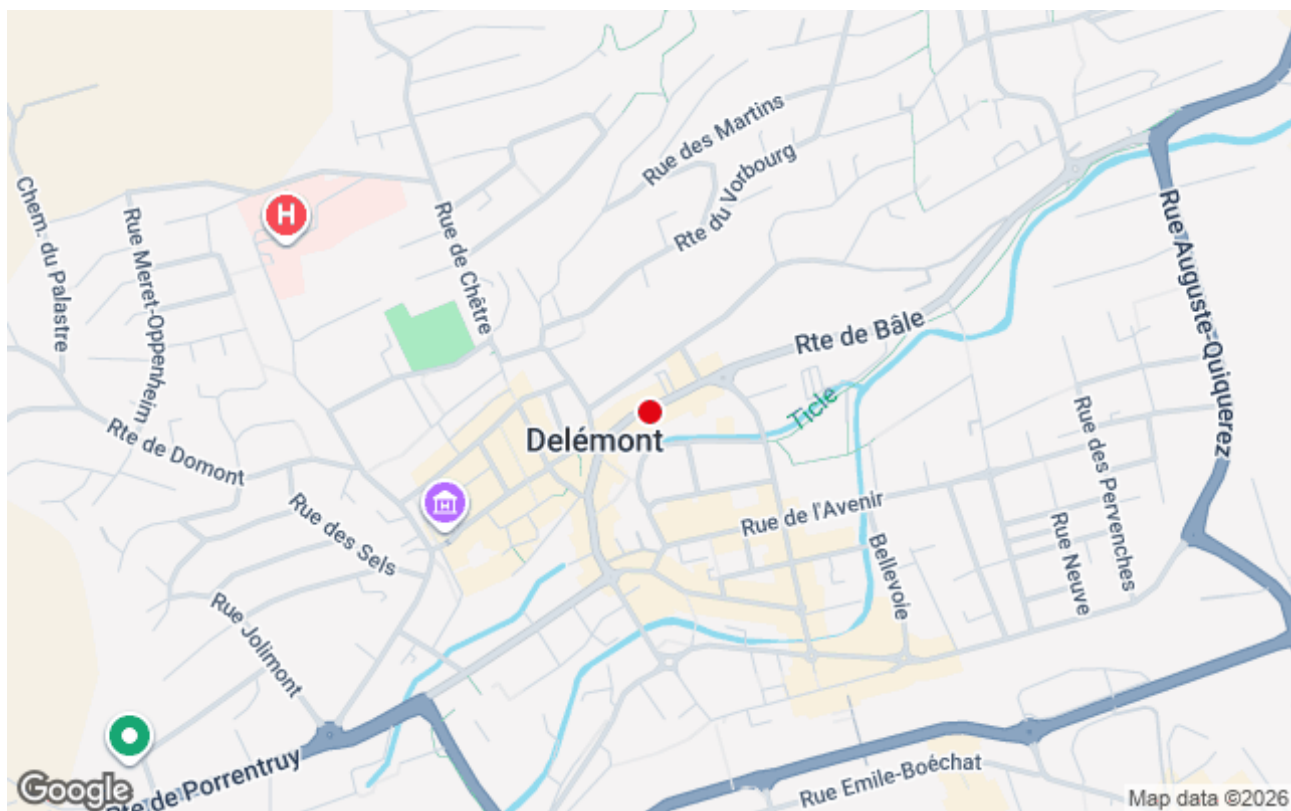 Rue des Martins
Rte du Vorbourg
Rue Auguste-Quiquerez
Chem. du Palastre
Rue Meret-Oppenheim
H
Rue de Chêtre
Rte de Bâle
Ticle
Delémont
Rte de Domont
Rue des Sels
Rue de l'Avenir
Bellevoie
Rue Neuve
Rue des Pervenches
Rue Jolimont
Rte de Porrentruy
Rue Emile-Boéchat
Google
Map data ©2026